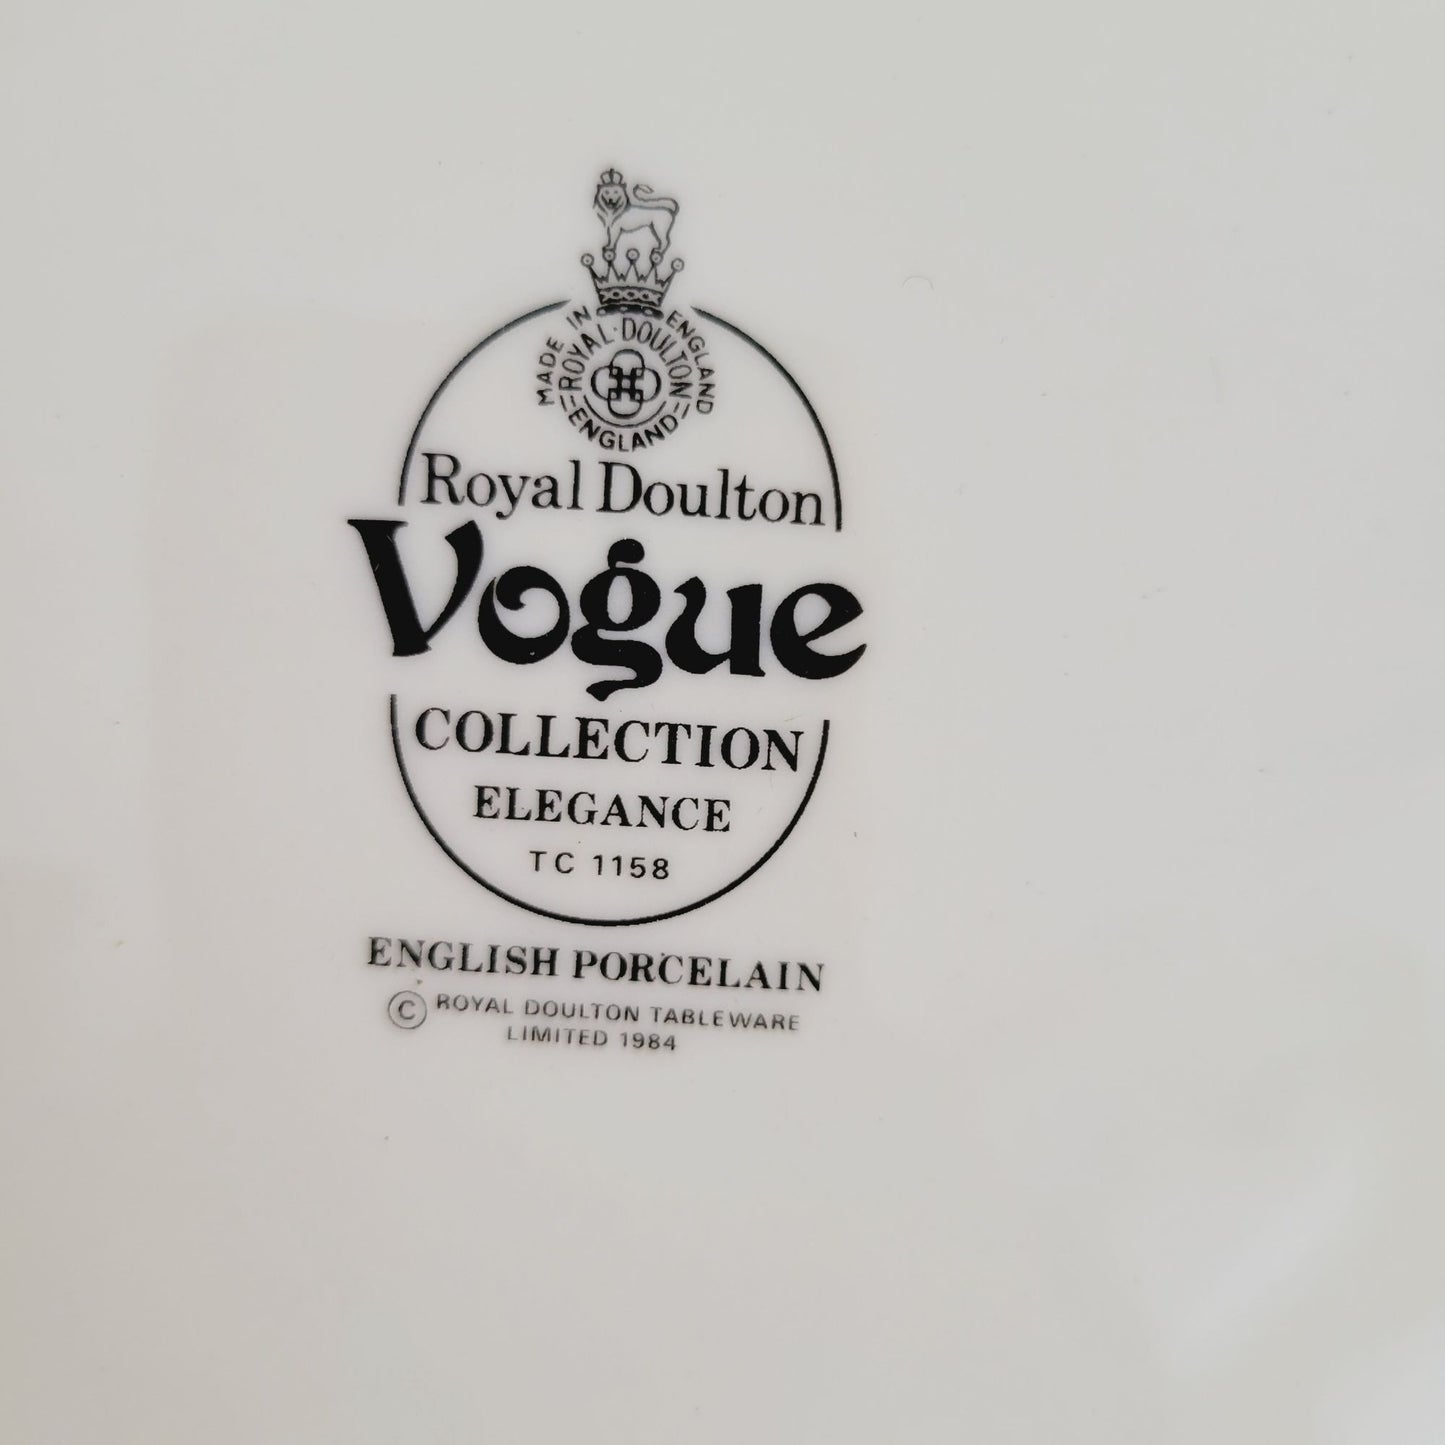 MADE IN ENGLAND
ROYAL·DOULTON
=ENGLAND=
Royal Doulton
Vogue
COLLECTION
ELEGANCE
TC 1158
ENGLISH PORCELAIN
© ROYAL DOULTON TABLEWARE
LIMITED 1984